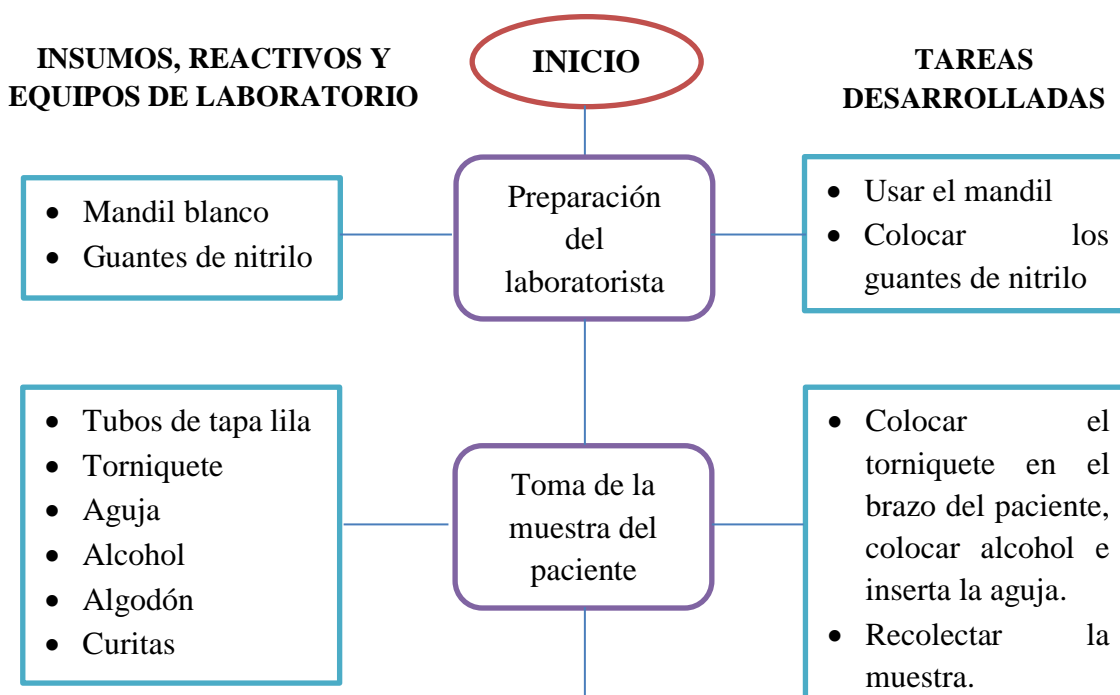 INSUMOS, REACTIVOS Y
EQUIPOS DE LABORATORIO
INICIO
TAREAS
DESARROLLADAS
• Mandil blanco
• Guantes de nitrilo
Preparación
del
laboratorista
• Usar el mandil
• Colocar los
guantes de nitrilo
• Tubos de tapa lila
• Torniquete
• Aguja
• Alcohol
• Algodón
• Curitas
Toma de la
muestra del
paciente
• Colocar el
torniquete en el
brazo del paciente,
colocar alcohol e
inserta la aguja.
• Recolectar la
muestra.